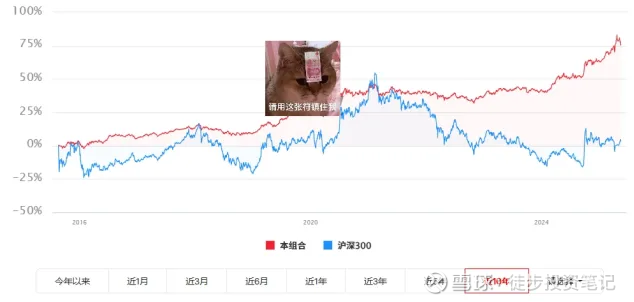 100%
75%
50%
25%
0%
-25%
-50%
请用这张符镇住我
2016
2020
2024
本组合
沪深300
今年以来
近1月
近3月
近6月
近1年
近3年
近10年
雪球:徒步投资笔记